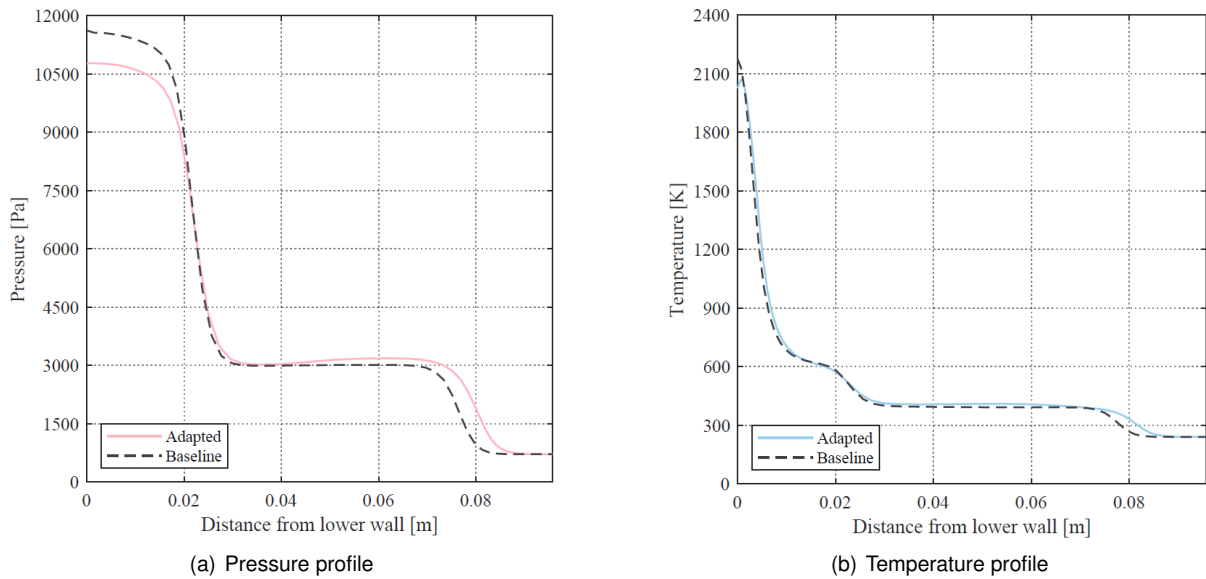 12000
10500
9000
7500
6000
4500
3000
1500
0
Pressure [Pa]
Adapted
Baseline
0 0.02 0.04 0.06 0.08
Distance from lower wall [m]
(a) Pressure profile
2400
2100
1800
1500
1200
900
600
300
0
Temperature [K]
Adapted
Baseline
0 0.02 0.04 0.06 0.08
Distance from lower wall [m]
(b) Temperature profile